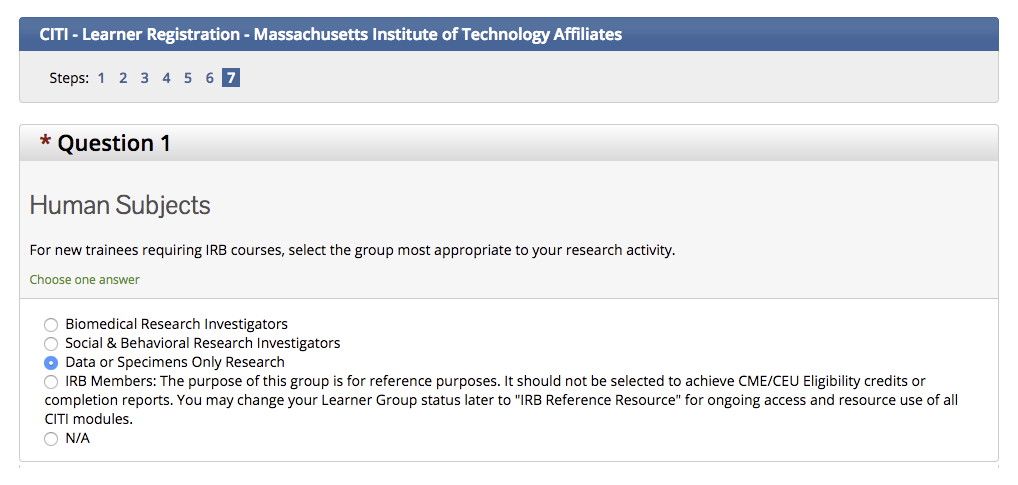 CITI - Learner Registration - Massachusetts Institute of Technology Affiliates
Steps: 1 2 3 4 5 6 7
* Question 1
Human Subjects
For new trainees requiring IRB courses, select the group most appropriate to your research activity.
Choose one answer
Biomedical Research Investigators
Social & Behavioral Research Investigators
Data or Specimens Only Research
IRB Members: The purpose of this group is for reference purposes. It should not be selected to achieve CME/CEU Eligibility credits or
completion reports. You may change your Learner Group status later to "IRB Reference Resource" for ongoing access and resource use of all
CITI modules.
N/A